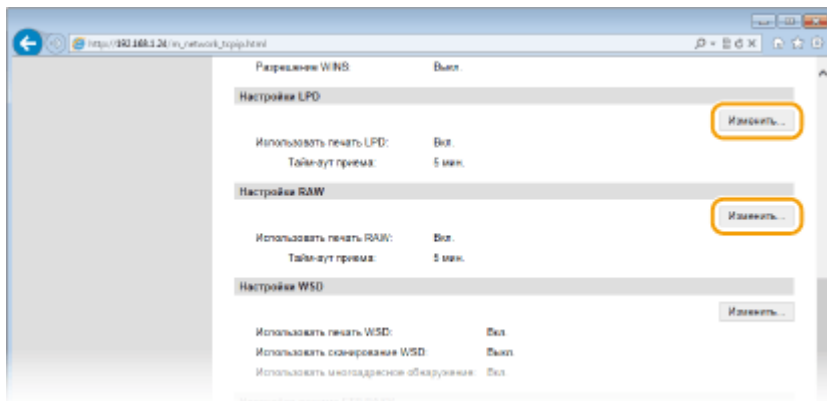 http://192.168.1.24/m_network_tcpip.html
Разрешение WINS: Выкл.
Настройки LPD
Изменить...
Использовать печать LPD: Вкл.
Тайм-аут приема: 5 мин.
Настройки RAW
Изменить...
Использовать печать RAW: Вкл.
Тайм-аут приема: 5 мин.
Настройки WSD
Изменить...
Использовать печать WSD: Вкл.
Использовать сканирование WSD: Выкл.
Использовать многоадресное обнаружение: Вкл.